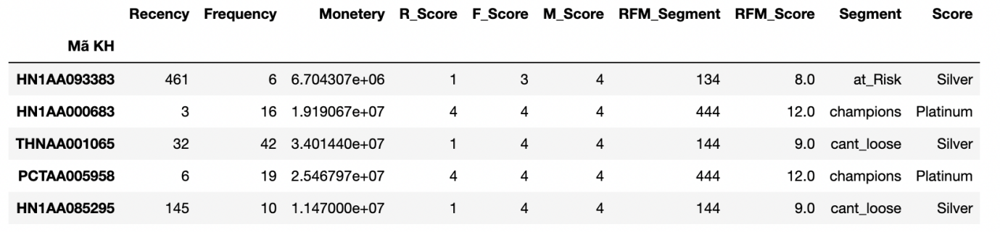 Recency Frequency Monetery R_Score F_Score M_Score RFM_Segment RFM_Score Segment Score
Mã KH
HN1AA093383 461 6 6.704307e+06 1 3 4 134 8.0 at_Risk Silver
HN1AA000683 3 16 1.919067e+07 4 4 4 444 12.0 champions Platinum
THNAA001065 32 42 3.401440e+07 1 4 4 144 9.0 cant_loose Silver
PCTAA005958 6 19 2.546797e+07 4 4 4 444 12.0 champions Platinum
HN1AA085295 145 10 1.147000e+07 1 4 4 144 9.0 cant_loose Silver